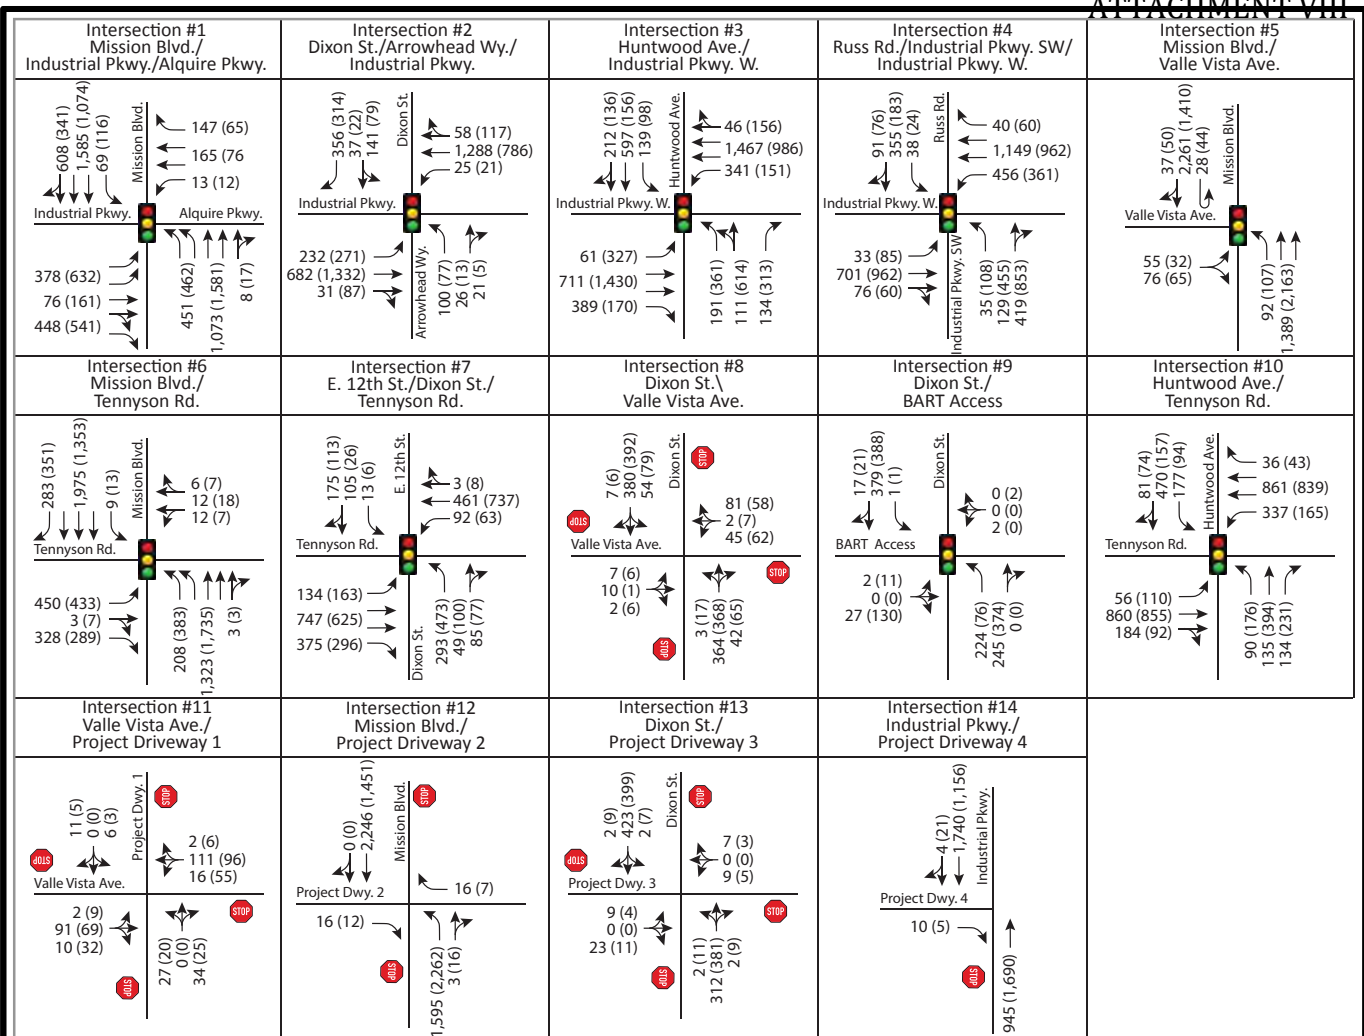 ATTACHMENT VIII
Intersection #1
Mission Blvd./
Industrial Pkwy./Alquire Pkwy.
608 (341)
1,585 (1,074)
69 (116)
Mission Blvd.
147 (65)
165 (76
13 (12)
Industrial Pkwy.
Alquire Pkwy.
378 (632)
76 (161)
448 (541)
451 (462)
1,073 (1,581)
8 (17)
Intersection #2
Dixon St./Arrowhead Wy./
Industrial Pkwy.
356 (314)
37 (22)
141 (79)
Dixon St.
58 (117)
1,288 (786)
25 (21)
Industrial Pkwy.
232 (271)
682 (1,332)
31 (87)
Arrowhead Wy.
100 (77)
26 (13)
21 (5)
Intersection #3
Huntwood Ave./
Industrial Pkwy. W.
212 (136)
597 (156)
139 (98)
Huntwood Ave.
46 (156)
1,467 (986)
341 (151)
Industrial Pkwy. W.
61 (327)
711 (1,430)
389 (170)
191 (361)
111 (614)
134 (313)
Intersection #4
Russ Rd./Industrial Pkwy. SW/
Industrial Pkwy. W.
91 (76)
355 (183)
38 (24)
Russ Rd.
40 (60)
1,149 (962)
456 (361)
Industrial Pkwy. W.
33 (85)
701 (962)
76 (60)
Industrial Pkwy. SW
35 (108)
129 (455)
419 (853)
Intersection #5
Mission Blvd./
Valle Vista Ave.
37 (50)
2,261 (1,410)
28 (44)
Mission Blvd.
Valle Vista Ave.
55 (32)
76 (65)
92 (107)
1,389 (2,163)
Intersection #6
Mission Blvd./
Tennyson Rd.
283 (351)
1,975 (1,353)
9 (13)
Mission Blvd.
6 (7)
12 (18)
12 (7)
Tennyson Rd.
450 (433)
3 (7)
328 (289)
208 (383)
1,323 (1,735)
3 (3)
Intersection #7
E. 12th St./Dixon St./
Tennyson Rd.
175 (113)
105 (26)
13 (6)
E. 12th St.
3 (8)
461 (737)
92 (63)
Tennyson Rd.
134 (163)
747 (625)
375 (296)
Dixon St.
293 (473)
49 (100)
85 (77)
Intersection #8
Dixon St.\
Valle Vista Ave.
7 (6)
380 (392)
54 (79)
Dixon St.
STOP
STOP
81 (58)
2 (7)
45 (62)
Valle Vista Ave.
STOP
7 (6)
10 (1)
2 (6)
STOP
3 (17)
364 (368)
42 (65)
Intersection #9
Dixon St./
BART Access
17 (21)
379 (388)
1 (1)
Dixon St.
0 (2)
0 (0)
2 (0)
BART Access
2 (11)
0 (0)
27 (130)
224 (76)
245 (374)
0 (0)
Intersection #10
Huntwood Ave./
Tennyson Rd.
81 (74)
470 (157)
177 (94)
Huntwood Ave.
36 (43)
861 (839)
337 (165)
Tennyson Rd.
56 (110)
860 (855)
184 (92)
90 (176)
135 (394)
134 (231)
Intersection #11
Valle Vista Ave./
Project Driveway 1
11 (5)
0 (0)
6 (3)
Project Dwy. 1
STOP
STOP
2 (6)
111 (96)
16 (55)
Valle Vista Ave.
STOP
2 (9)
91 (69)
10 (32)
STOP
27 (20)
0 (0)
34 (25)
Intersection #12
Mission Blvd./
Project Driveway 2
0 (0)
2,246 (1,451)
Mission Blvd.
STOP
16 (7)
Project Dwy. 2
16 (12)
STOP
1,595 (2,262)
3 (16)
Intersection #13
Dixon St./
Project Driveway 3
2 (9)
423 (399)
2 (7)
Dixon St.
STOP
STOP
7 (3)
0 (0)
9 (5)
Project Dwy. 3
STOP
9 (4)
0 (0)
23 (11)
STOP
2 (11)
312 (381)
2 (9)
Intersection #14
Industrial Pkwy./
Project Driveway 4
4 (21)
1,740 (1,156)
Industrial Pkwy.
Project Dwy. 4
10 (5)
STOP
945 (1,690)